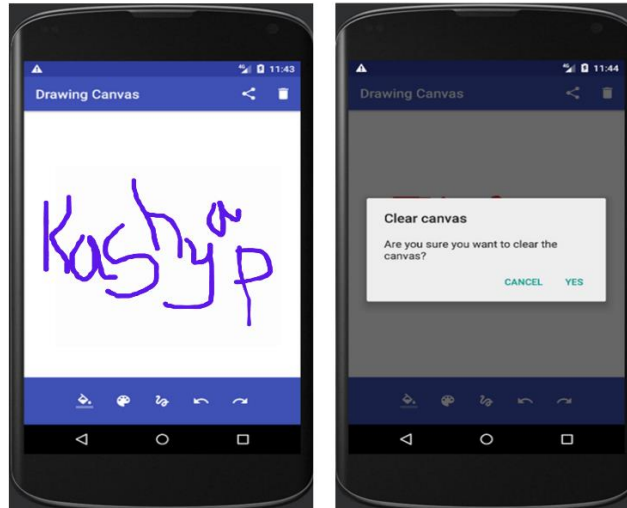 11:43
Drawing Canvas
Kashyap
11:44
Drawing Canvas
Clear canvas
Are you sure you want to clear the
canvas?
CANCEL YES